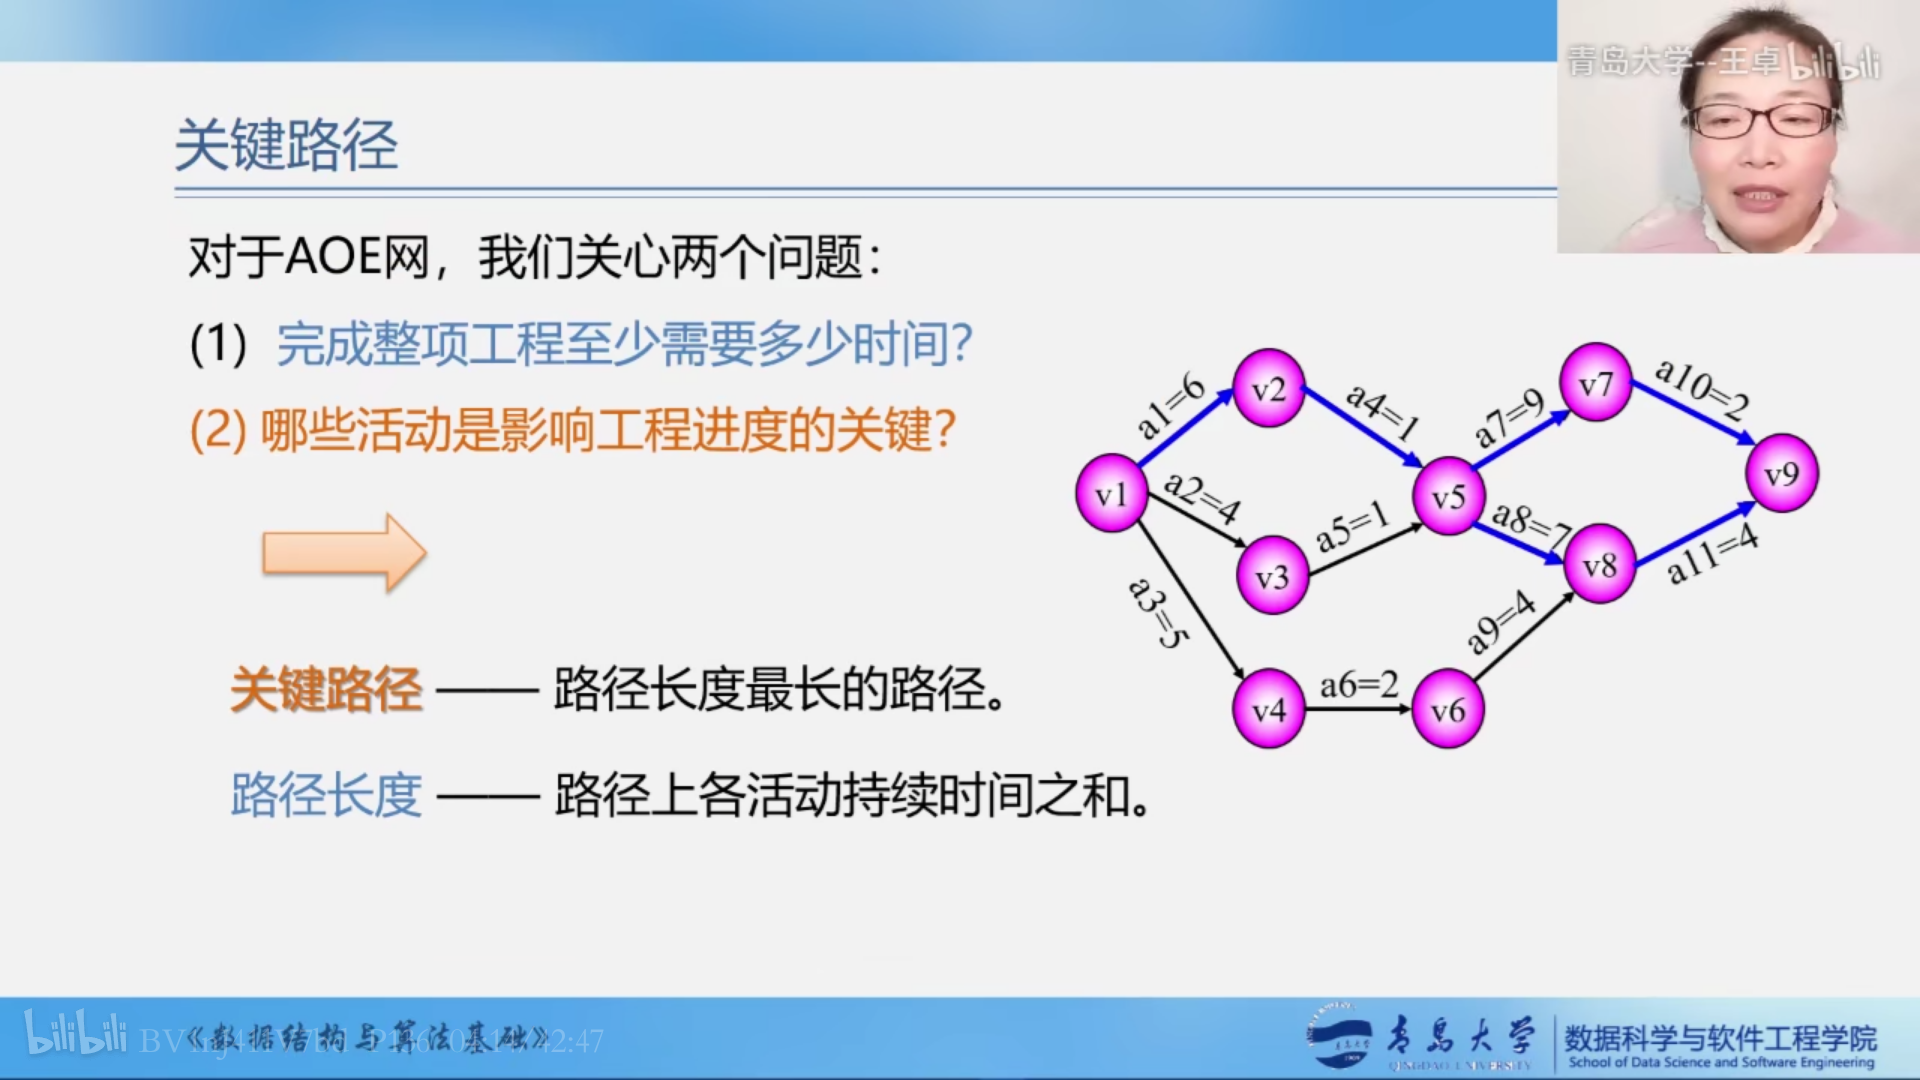 青岛大学--王卓 bilibili
关键路径
对于AOE网，我们关心两个问题：
(1) 完成整项工程至少需要多少时间？
(2) 哪些活动是影响工程进度的关键？
关键路径 —— 路径长度最长的路径。
路径长度 —— 路径上各活动持续时间之和。
v1
v2
v3
v4
v5
v6
v7
v8
v9
a1=6
a2=4
a3=5
a4=1
a5=1
a6=2
a7=9
a8=7
a9=4
a10=2
a11=4
bilibili
《数据结构与算法基础》
青岛大学
QINGDAO UNIVERSITY
数据科学与软件工程学院
School of Data Science and Software Engineering